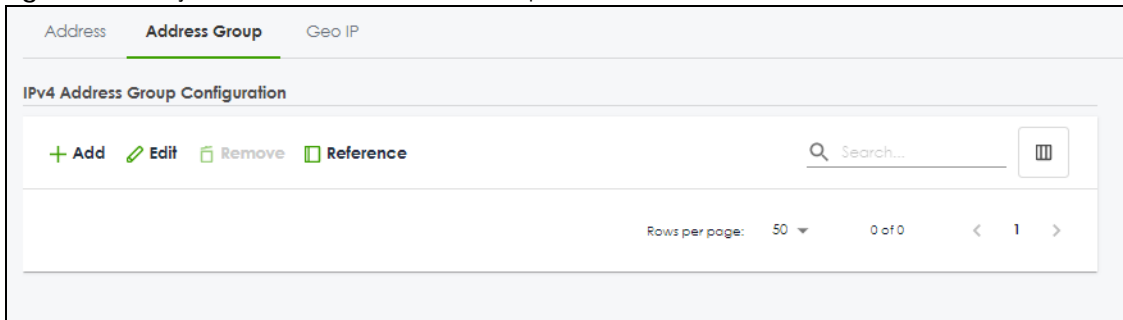 Address Address Group Geo IP
IPv4 Address Group Configuration
Add Edit Remove Reference Search...
Rows per page: 50 0 of 0 < 1 >